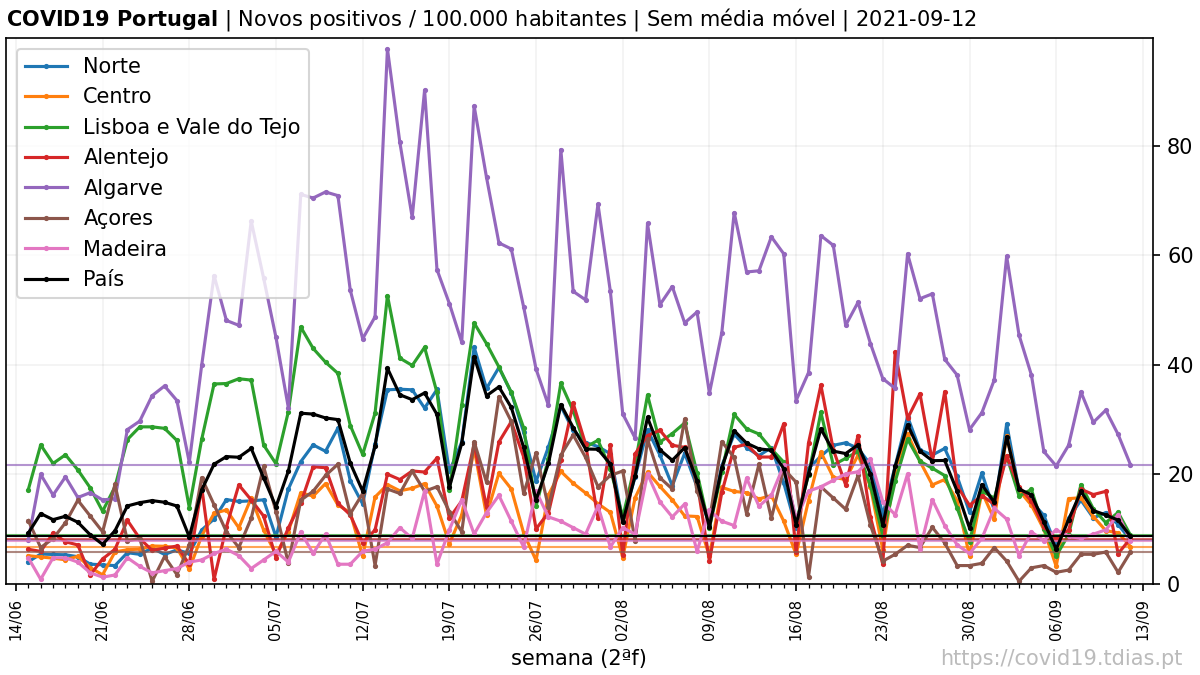 COVID19 Portugal | Novos positivos / 100.000 habitantes | Sem média móvel | 2021-09-12
Norte
Centro
Lisboa e Vale do Tejo
Alentejo
Algarve
Açores
Madeira
País
80
60
40
20
0
14/06 21/06 28/06 05/07 12/07 19/07 26/07 02/08 09/08 16/08 23/08 30/08 06/09 13/09
semana (2ªf)
https://covid19.tdias.pt